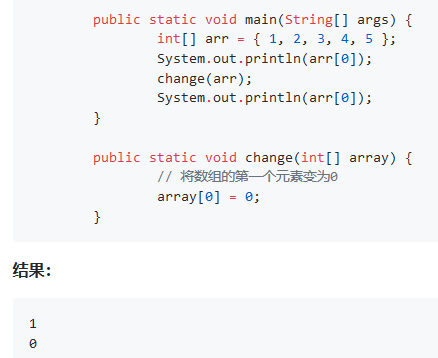 public static void main(String[] args) {
int[] arr = { 1, 2, 3, 4, 5 };
System.out.println(arr[0]);
change(arr);
System.out.println(arr[0]);
}
public static void change(int[] array) {
// 将数组的第一个元素变为0
array[0] = 0;
}
结果：
1
0